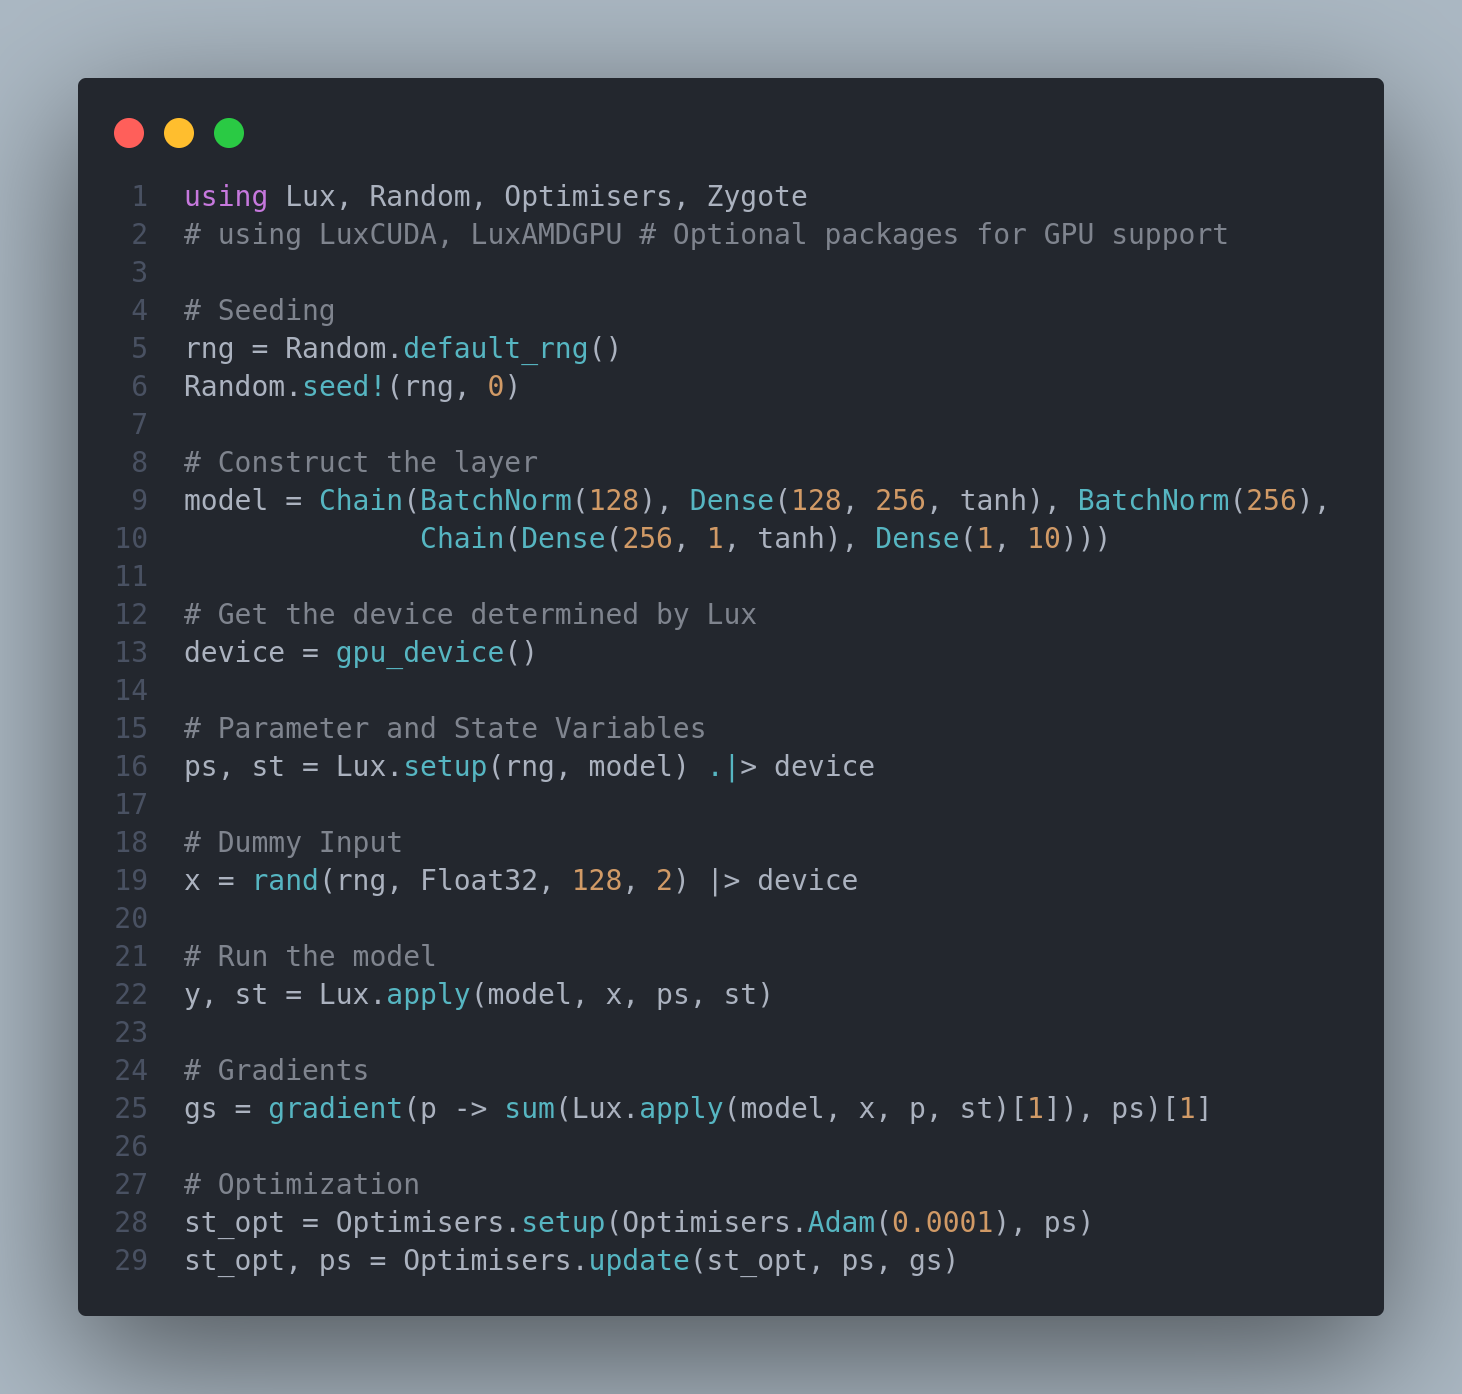 1 using Lux, Random, Optimisers, Zygote
2 # using LuxCUDA, LuxAMDGPU # Optional packages for GPU support
3
4 # Seeding
5 rng = Random.default_rng()
6 Random.seed!(rng, 0)
7
8 # Construct the layer
9 model = Chain(BatchNorm(128), Dense(128, 256, tanh), BatchNorm(256),
10               Chain(Dense(256, 1, tanh), Dense(1, 10)))
11
12 # Get the device determined by Lux
13 device = gpu_device()
14
15 # Parameter and State Variables
16 ps, st = Lux.setup(rng, model) .|> device
17
18 # Dummy Input
19 x = rand(rng, Float32, 128, 2) |> device
20
21 # Run the model
22 y, st = Lux.apply(model, x, ps, st)
23
24 # Gradients
25 gs = gradient(p -> sum(Lux.apply(model, x, p, st)[1]), ps)[1]
26
27 # Optimization
28 st_opt = Optimisers.setup(Optimisers.Adam(0.0001), ps)
29 st_opt, ps = Optimisers.update(st_opt, ps, gs)